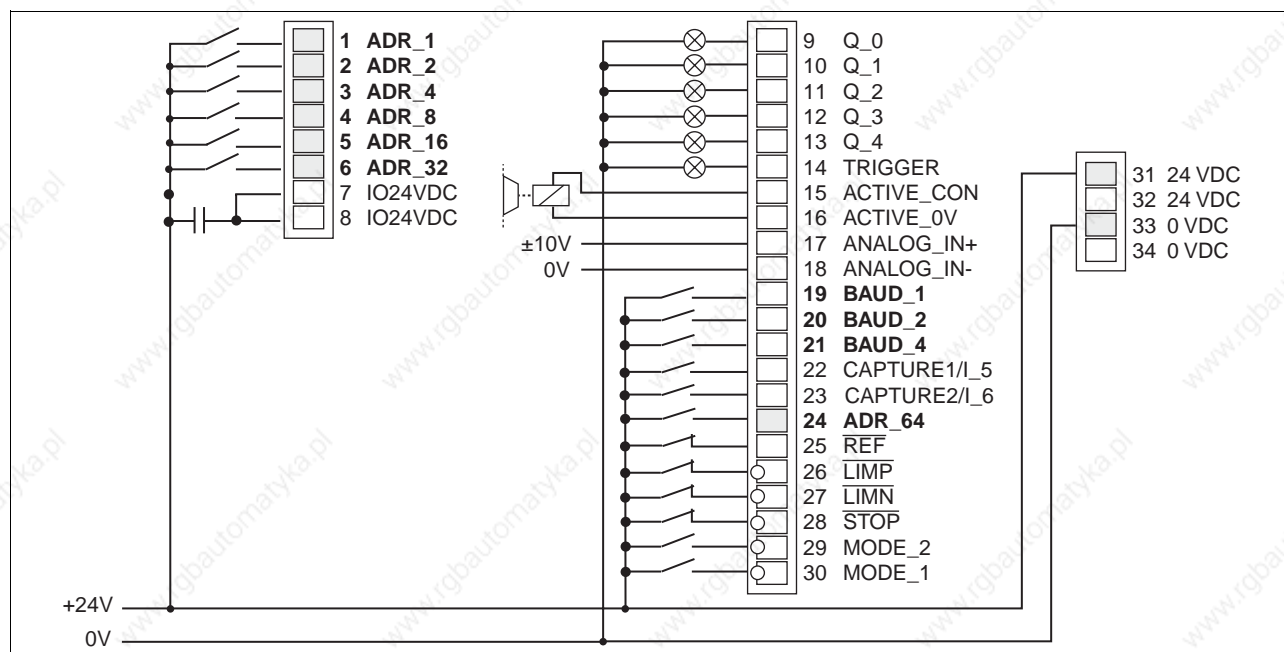 1 ADR_1
2 ADR_2
3 ADR_4
4 ADR_8
5 ADR_16
6 ADR_32
7 IO24VDC
8 IO24VDC
9 Q_0
10 Q_1
11 Q_2
12 Q_3
13 Q_4
14 TRIGGER
15 ACTIVE_CON
16 ACTIVE_0V
±10V 17 ANALOG_IN+
0V 18 ANALOG_IN-
19 BAUD_1
20 BAUD_2
21 BAUD_4
22 CAPTURE1/I_5
23 CAPTURE2/I_6
24 ADR_64
25 REF
26 LIMP
27 LIMN
28 STOP
29 MODE_2
30 MODE_1
31 24 VDC
32 24 VDC
33 0 VDC
34 0 VDC
+24V
0V
www.rgbautomatyka.pl